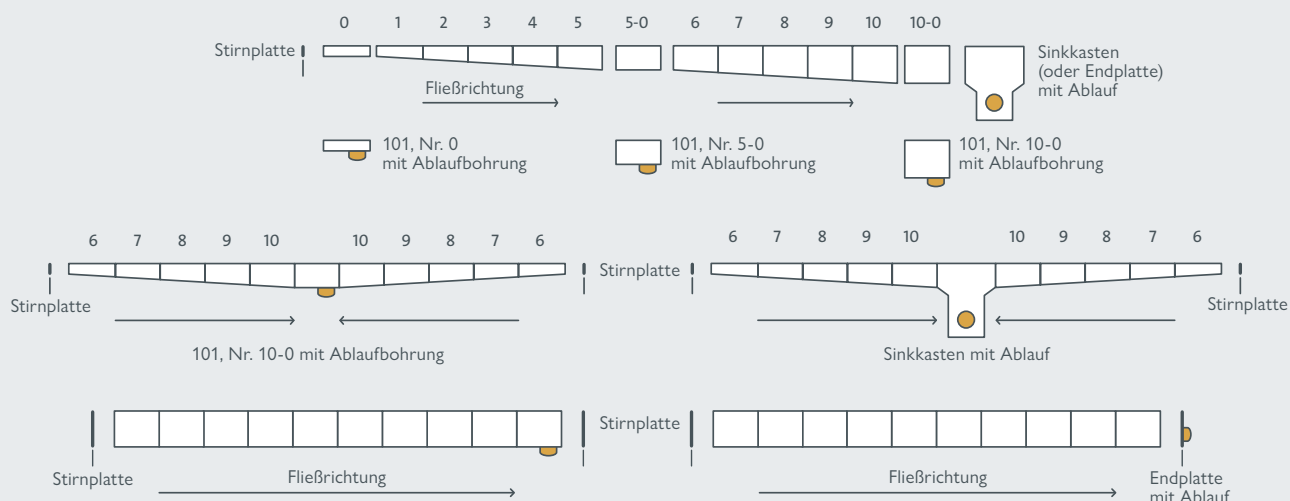 0 1 2 3 4 5 5-0 6 7 8 9 10 10-0
Stirnplatte
Sinkkasten
(oder Endplatte)
mit Ablauf
Fließrichtung
101, Nr. 0
mit Ablaufbohrung
101, Nr. 5-0
mit Ablaufbohrung
101, Nr. 10-0
mit Ablaufbohrung
6 7 8 9 10 10 9 8 7 6
6 7 8 9 10 10 9 8 7 6
Stirnplatte
Stirnplatte
Stirnplatte
101, Nr. 10-0 mit Ablaufbohrung
Sinkkasten mit Ablauf
Stirnplatte
Stirnplatte
Fließrichtung
Fließrichtung
Endplatte
mit Ablauf